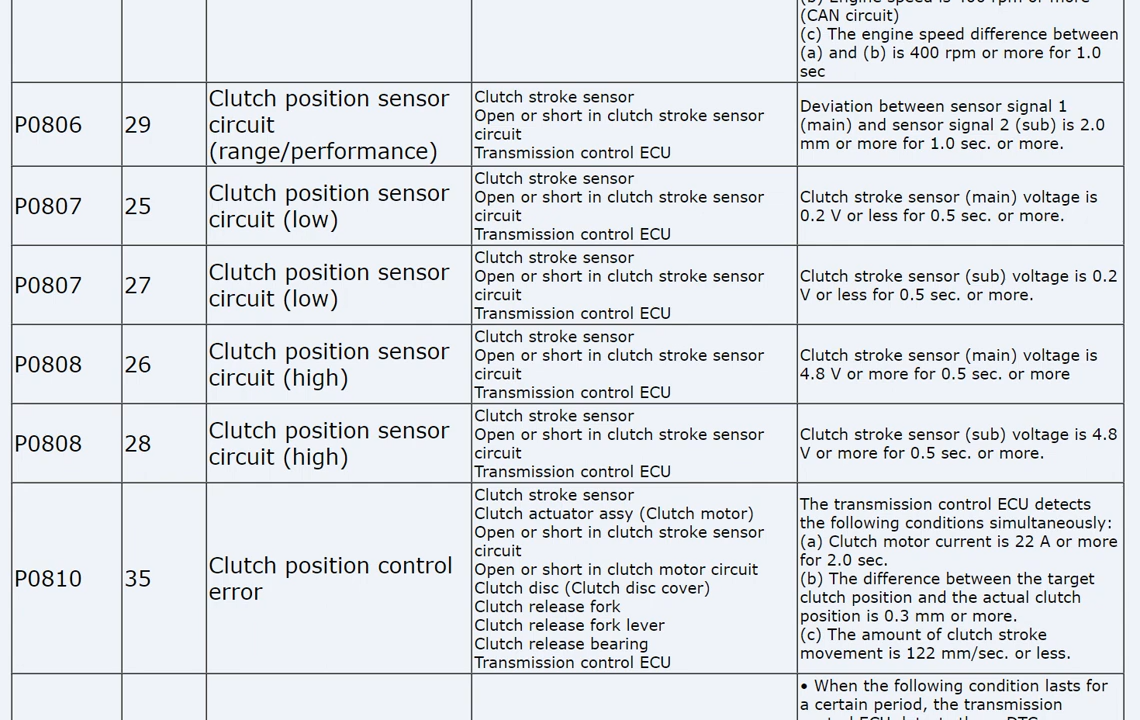 (CAN circuit)
(c) The engine speed difference between
(a) and (b) is 400 rpm or more for 1.0
sec
P0806
29
Clutch position sensor
circuit
(range/performance)
Clutch stroke sensor
Open or short in clutch stroke sensor
circuit
Transmission control ECU
Deviation between sensor signal 1
(main) and sensor signal 2 (sub) is 2.0
mm or more for 1.0 sec. or more.
P0807
25
Clutch position sensor
circuit (low)
Clutch stroke sensor
Open or short in clutch stroke sensor
circuit
Transmission control ECU
Clutch stroke sensor (main) voltage is
0.2 V or less for 0.5 sec. or more.
P0807
27
Clutch position sensor
circuit (low)
Clutch stroke sensor
Open or short in clutch stroke sensor
circuit
Transmission control ECU
Clutch stroke sensor (sub) voltage is 0.2
V or less for 0.5 sec. or more.
P0808
26
Clutch position sensor
circuit (high)
Clutch stroke sensor
Open or short in clutch stroke sensor
circuit
Transmission control ECU
Clutch stroke sensor (main) voltage is
4.8 V or more for 0.5 sec. or more
P0808
28
Clutch position sensor
circuit (high)
Clutch stroke sensor
Open or short in clutch stroke sensor
circuit
Transmission control ECU
Clutch stroke sensor (sub) voltage is 4.8
V or more for 0.5 sec. or more.
P0810
35
Clutch position control
error
Clutch stroke sensor
Clutch actuator assy (Clutch motor)
Open or short in clutch stroke sensor
circuit
Open or short in clutch motor circuit
Clutch disc (Clutch disc cover)
Clutch release fork
Clutch release fork lever
Clutch release bearing
Transmission control ECU
The transmission control ECU detects
the following conditions simultaneously:
(a) Clutch motor current is 22 A or more
for 2.0 sec.
(b) The difference between the target
clutch position and the actual clutch
position is 0.3 mm or more.
(c) The amount of clutch stroke
movement is 122 mm/sec. or less.
• When the following condition lasts for
a certain period, the transmission